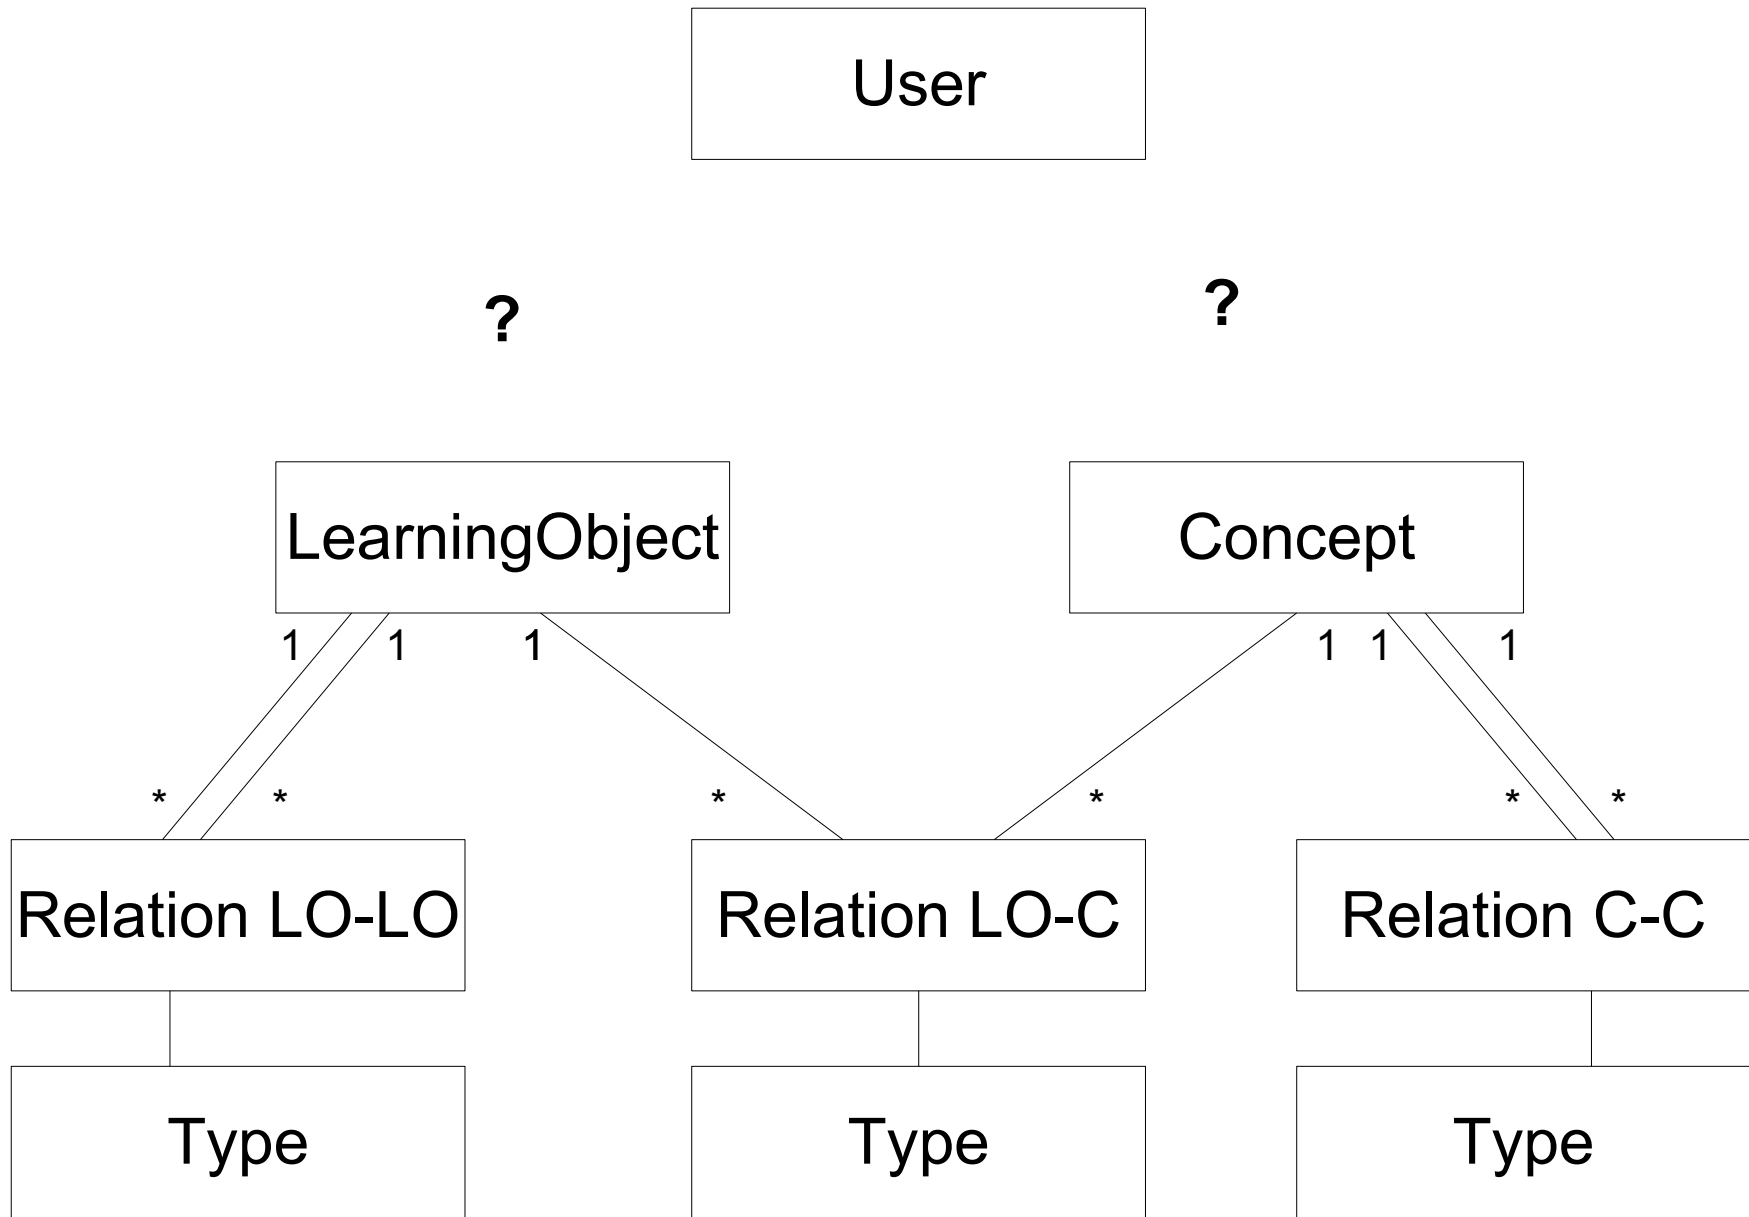 User
? ?
LearningObject Concept
1 1 1 1 1 1
* * * * * *
Relation LO-LO Relation LO-C Relation C-C
Type Type Type